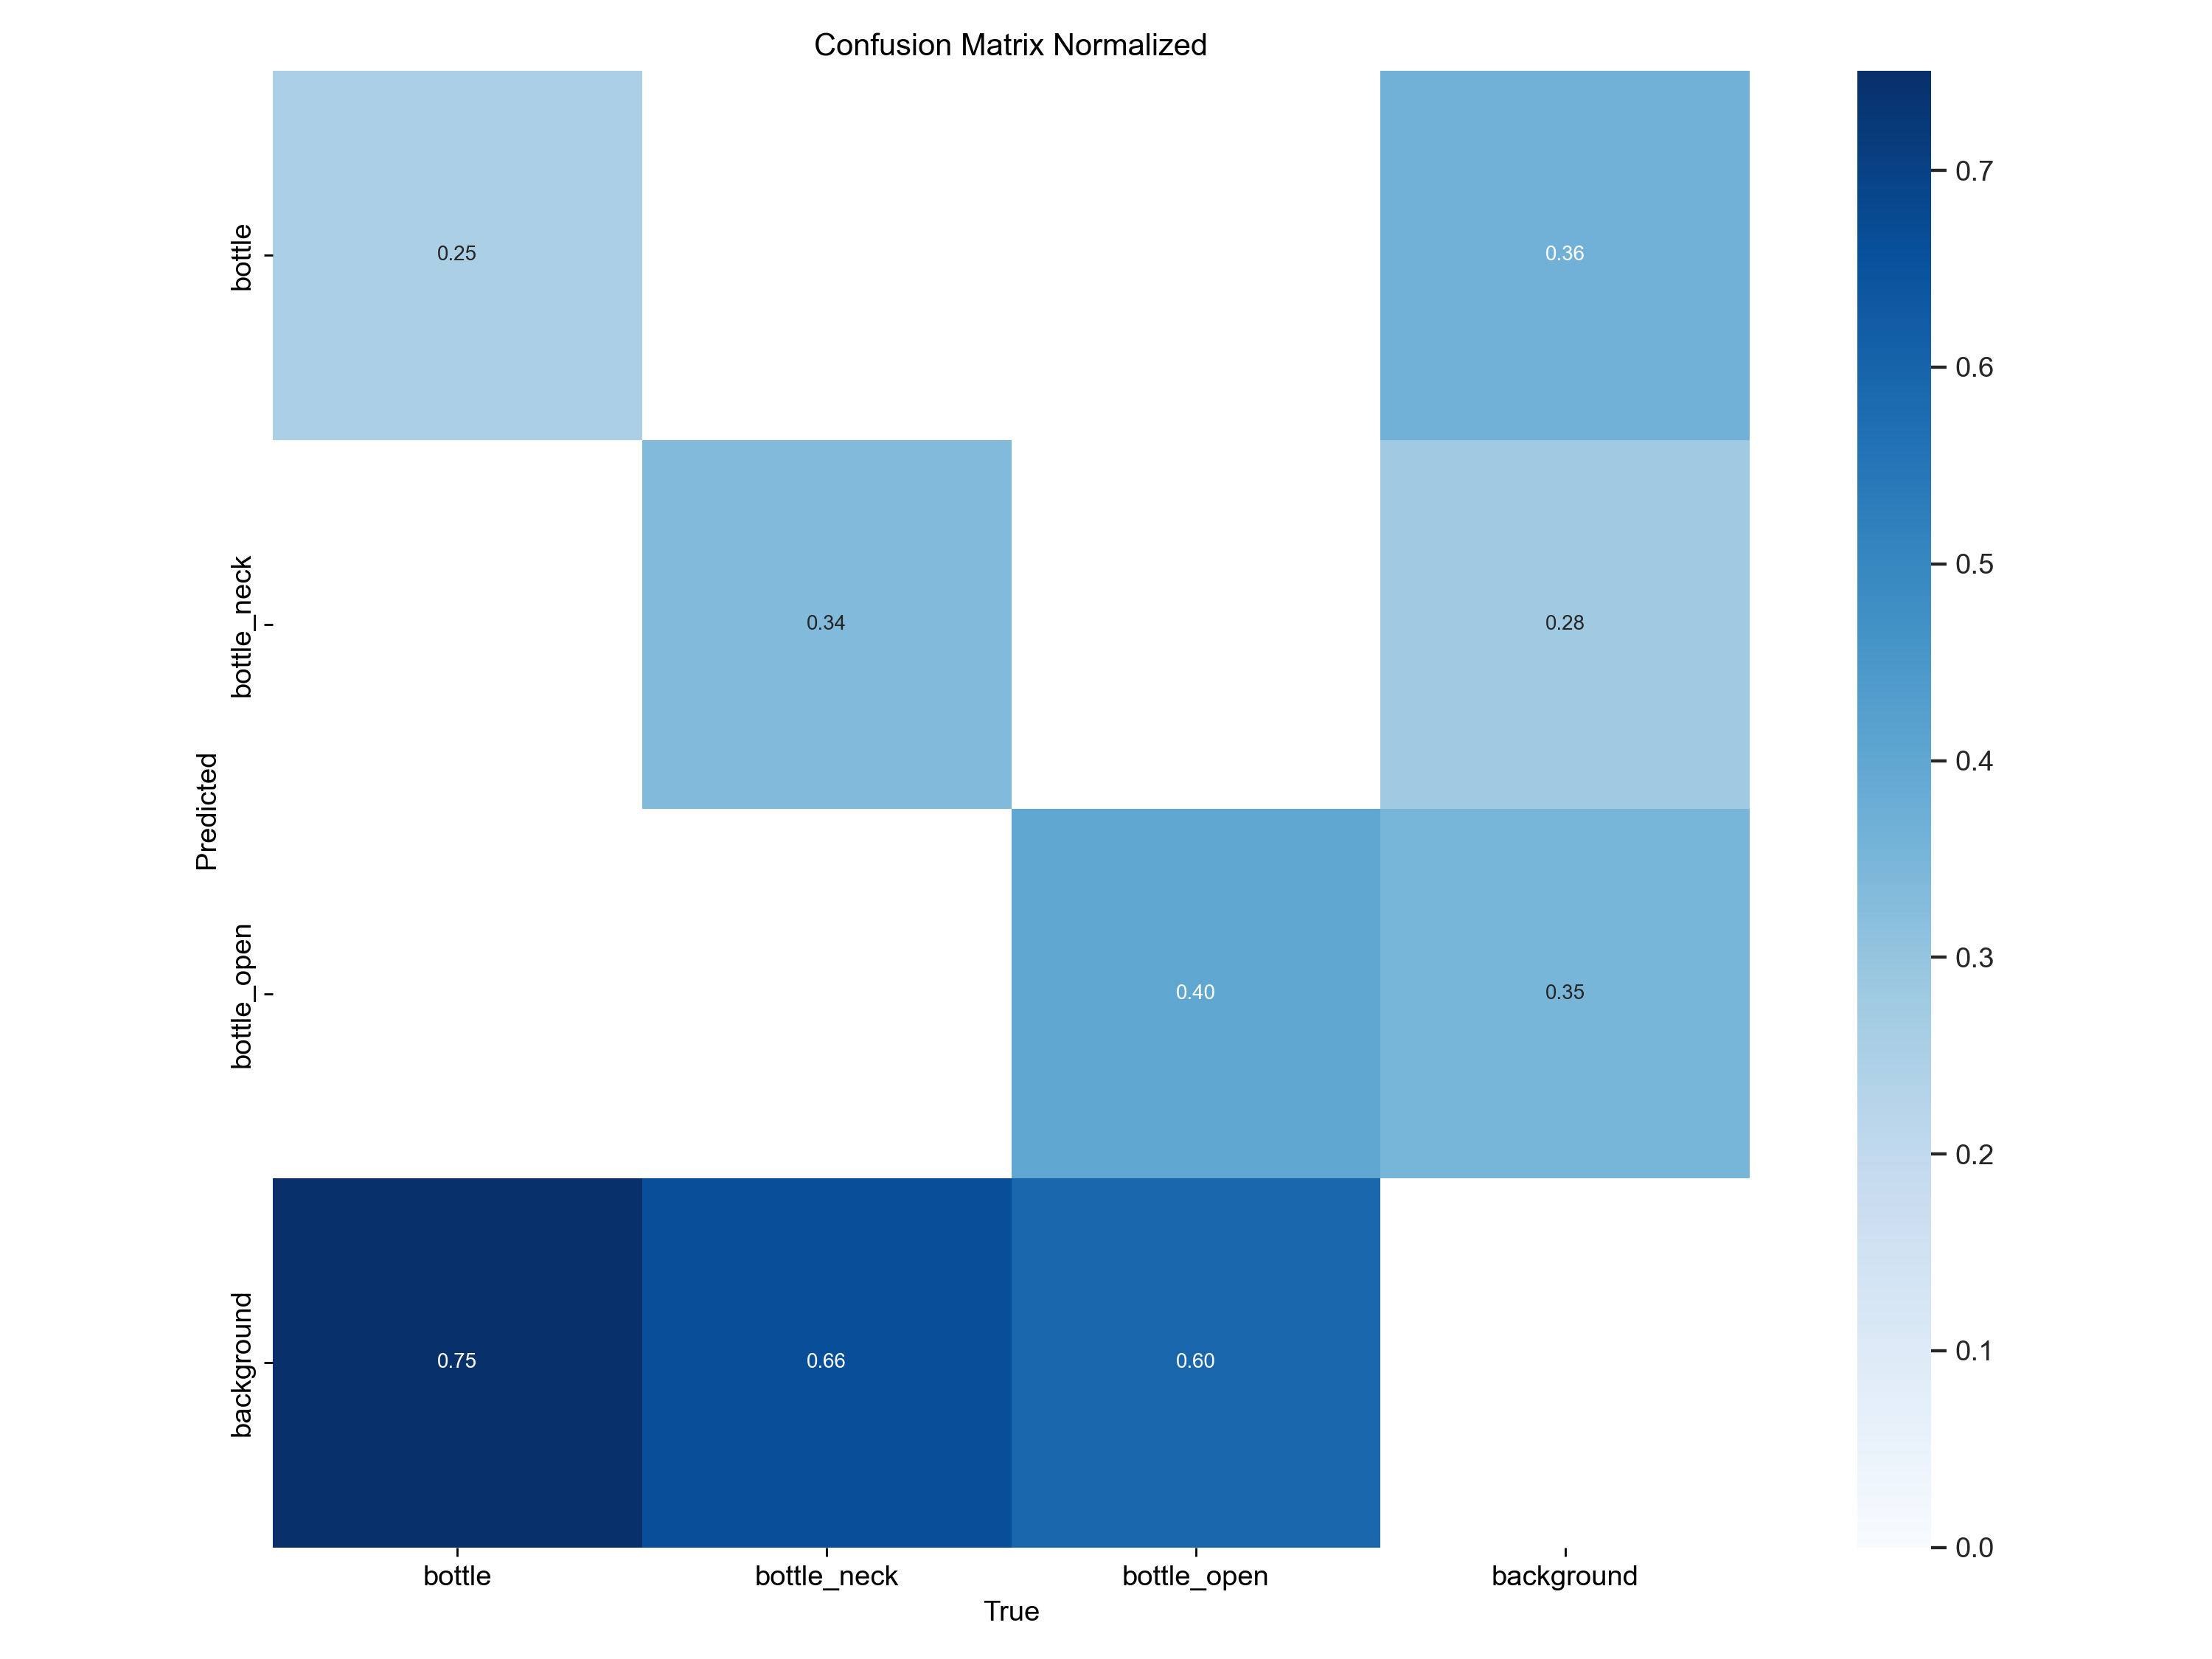 Confusion Matrix Normalized
bottle
0.25
0.36
bottle_neck
0.34
0.28
bottle_open
0.40
0.35
background
0.75
0.66
0.60
Predicted
bottle
bottle_neck
bottle_open
background
True
0.7
0.6
0.5
0.4
0.3
0.2
0.1
0.0